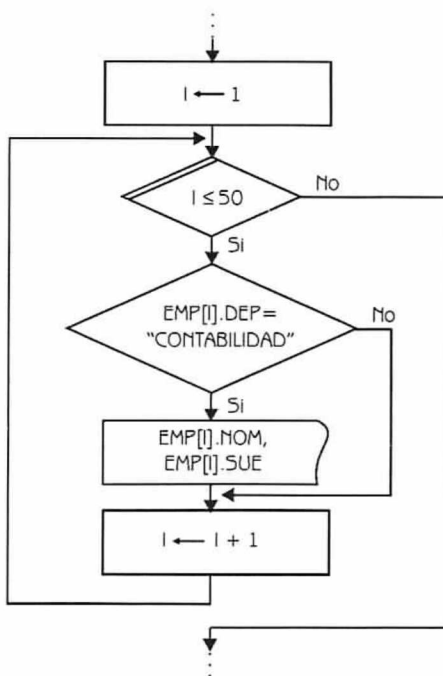 I ← 1
I ≤ 50
No
Si
EMP[I].DEP=
“CONTABILIDAD”
No
Si
EMP[I].NOM,
EMP[I].SUE
I ← I + 1